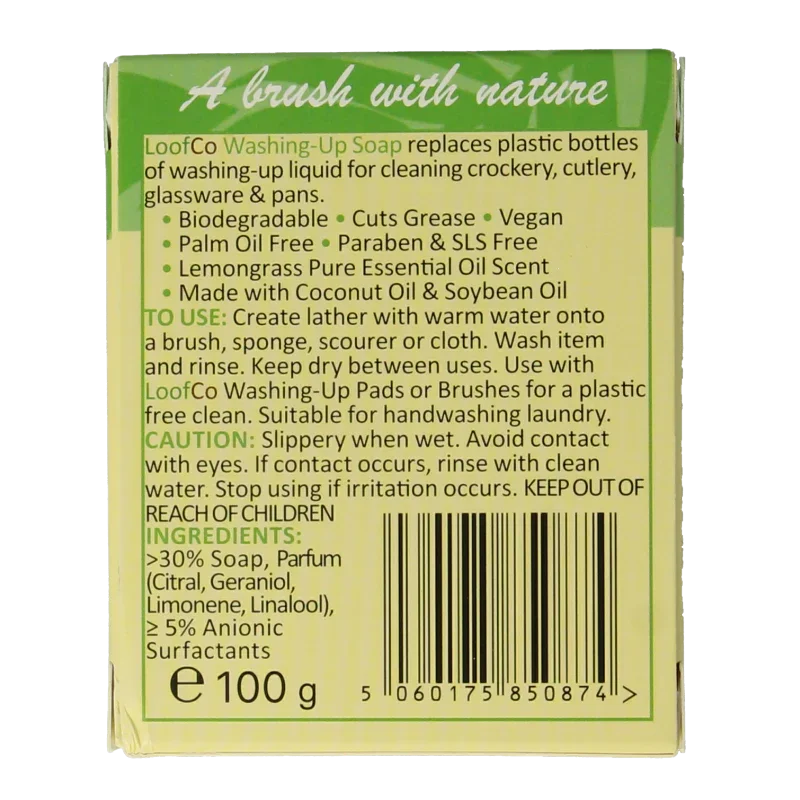 A brush with nature
LoofCo Washing-Up Soap replaces plastic bottles
of washing-up liquid for cleaning crockery, cutlery,
glassware & pans.
• Biodegradable • Cuts Grease • Vegan
• Palm Oil Free • Paraben & SLS Free
• Lemongrass Pure Essential Oil Scent
• Made with Coconut Oil & Soybean Oil
TO USE: Create lather with warm water onto
a brush, sponge, scourer or cloth. Wash item
and rinse. Keep dry between uses. Use with
LoofCo Washing-Up Pads or Brushes for a plastic
free clean. Suitable for handwashing laundry.
CAUTION: Slippery when wet. Avoid contact
with eyes. If contact occurs, rinse with clean
water. Stop using if irritation occurs. KEEP OUT OF
REACH OF CHILDREN
INGREDIENTS:
>30% Soap, Parfum
(Citral, Geraniol,
Limonene, Linalool),
≥ 5% Anionic
Surfactants
℮ 100 g
5 060175 850874 >